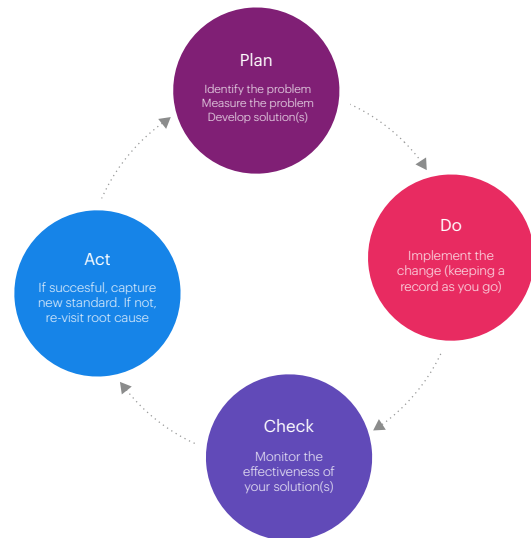 Plan
Identify the problem
Measure the problem
Develop solution(s)
Do
Implement the
change (keeping a
record as you go)
Check
Monitor the
effectiveness of
your solution(s)
Act
If succesful, capture
new standard. If not,
re-visit root cause